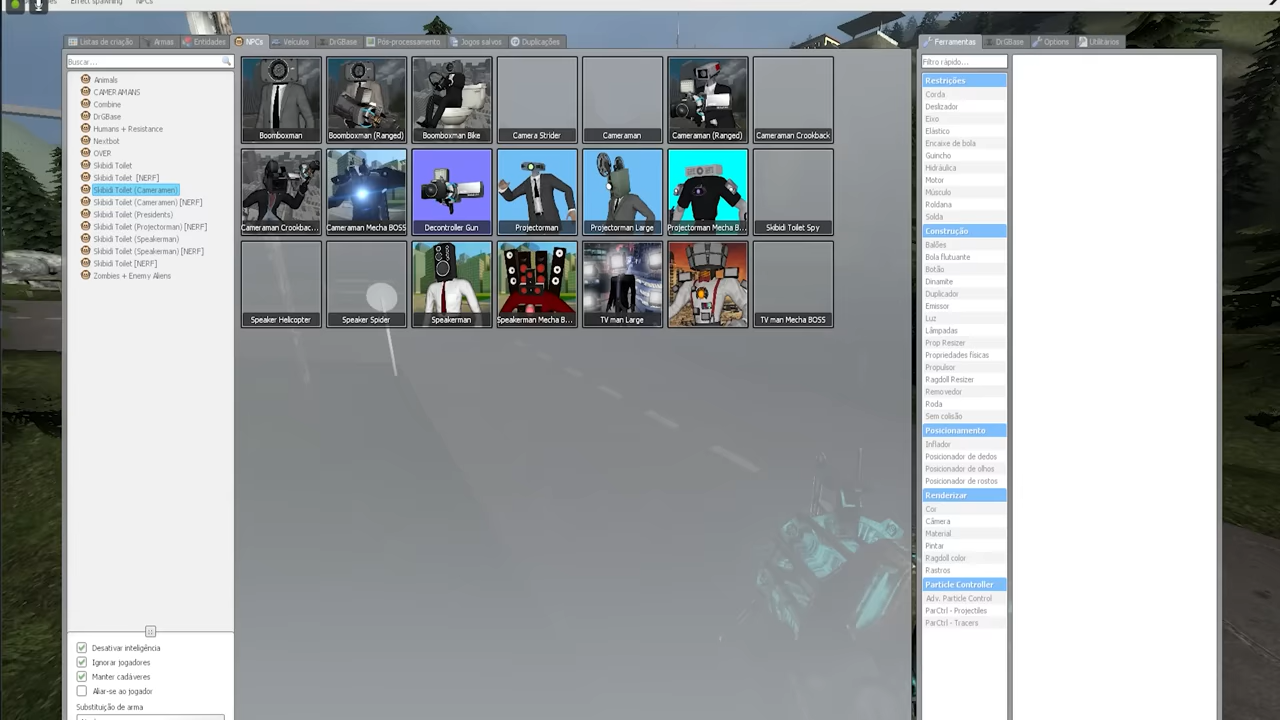 Effect spawning NPCs
Listas de criação Armas Entidades NPCs Veículos DrGBase Pós-processamento Jogos salvos Duplicações
Ferramentas DrGBase Options Utilitários
Buscar...
Animals
CAMERAMANS
Combine
DrGBase
Humans + Resistance
Nextbot
OVER
Skibidi Toilet
Skibidi Toilet [NERF]
Skibidi Toilet (Cameramen)
Skibidi Toilet (Cameramen) [NERF]
Skibidi Toilet (Presidents)
Skibidi Toilet (Projectorman) [NERF]
Skibidi Toilet (Speakerman)
Skibidi Toilet (Speakerman) [NERF]
Skibidi Toilet [NERF]
Zombies + Enemy Aliens
Desativar inteligência
Ignorar jogadores
Manter cadáveres
Aliar-se ao jogador
Substituição de arma
Boomboxman Boomboxman (Ranged) Boomboxman Bike Camera Strider Cameraman Cameraman (Ranged) Cameraman Crookback
Cameraman Crookbac... Cameraman Mecha BOSS Decontroller Gun Projectorman Projectorman Large Projectorman Mecha B... Skibidi Toilet Spy
Speaker Helicopter Speaker Spider Speakerman Speakerman Mecha B... TV man Large TV man Mecha BOSS
Filtro rápido...
Restrições
Corda
Deslizador
Eixo
Elástico
Encaixe de bola
Guincho
Hidráulica
Motor
Músculo
Roldana
Solda
Construção
Balões
Bola flutuante
Botão
Dinamite
Duplicador
Emissor
Luz
Lâmpadas
Prop Resizer
Propriedades físicas
Propulsor
Ragdoll Resizer
Removedor
Roda
Sem colisão
Posicionamento
Inflador
Posicionador de dedos
Posicionador de olhos
Posicionador de rostos
Renderizar
Cor
Câmera
Material
Pintar
Ragdoll color
Rastros
Particle Controller
Adv. Particle Control
ParCtrl - Projectiles
ParCtrl - Tracers